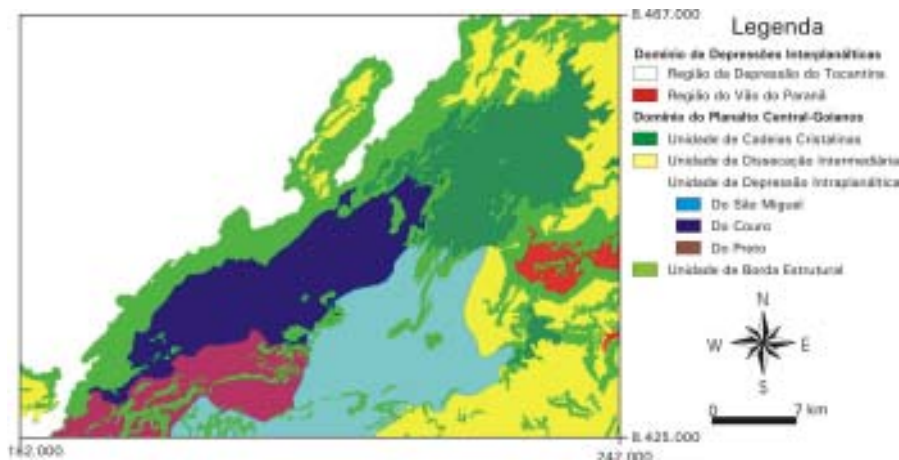 8.467.000
Legenda
Domínio de Depressões Interplanálticas
Região da Depressão do Tocantins
Região do Vão do Paranã
Domínio do Planalto Central-Goianos
Unidade de Cadeias Cristalinas
Unidade de Dissecação Intermediária
Unidade de Depressão Intraplanáltica
Do São Miguel
Do Couro
Do Preto
Unidade de Borda Estrutural
N
W
E
S
0 7 km
8.425.000
162.000
242.000